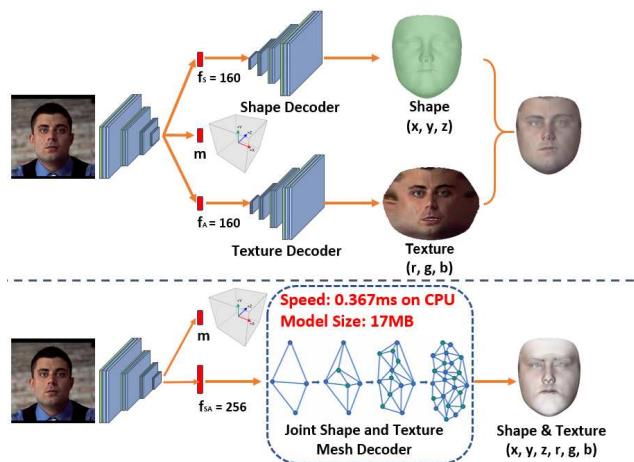 fS = 160
Shape Decoder
Shape
(x, y, z)
m
fA = 160
Texture Decoder
Texture
(r, g, b)
Speed: 0.367ms on CPU
Model Size: 17MB
m
fSA = 256
Joint Shape and Texture
Mesh Decoder
Shape & Texture
(x, y, z, r, g, b)